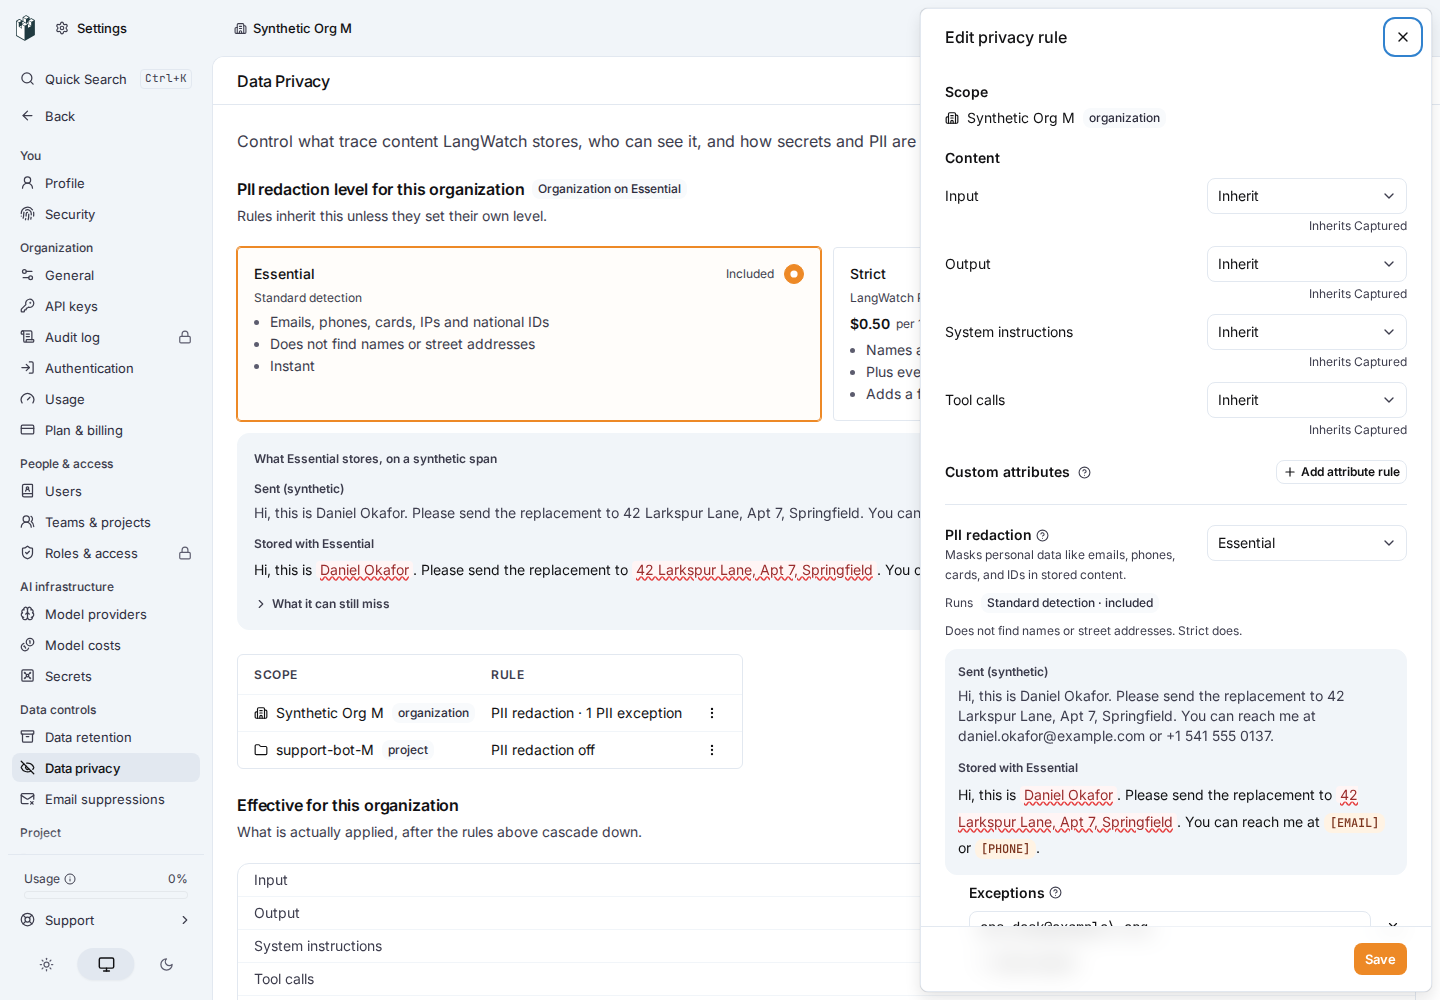 Settings
Synthetic Org M
Quick Search Ctrl+K
Back
You
Profile
Security
Organization
General
API keys
Audit log
Authentication
Usage
Plan & billing
People & access
Users
Teams & projects
Roles & access
AI infrastructure
Model providers
Model costs
Secrets
Data controls
Data retention
Data privacy
Email suppressions
Project
Usage 0%
Support
Data Privacy
Control what trace content LangWatch stores, who can see it, and how secrets and PII are
PII redaction level for this organization Organization on Essential
Rules inherit this unless they set their own level.
Essential Included
Standard detection
Emails, phones, cards, IPs and national IDs
Does not find names or street addresses
Instant
Strict
LangWatch
$0.50 per
Names
Plus eve
Adds a
What Essential stores, on a synthetic span
Sent (synthetic)
Hi, this is Daniel Okafor. Please send the replacement to 42 Larkspur Lane, Apt 7, Springfield. You can
Stored with Essential
Hi, this is Daniel Okafor . Please send the replacement to 42 Larkspur Lane, Apt 7, Springfield . You
What it can still miss
SCOPE RULE
Synthetic Org M organization PII redaction · 1 PII exception
support-bot-M project PII redaction off
Effective for this organization
What is actually applied, after the rules above cascade down.
Input
Output
System instructions
Tool calls
Edit privacy rule
Scope
Synthetic Org M organization
Content
Input Inherit
Inherits Captured
Output Inherit
Inherits Captured
System instructions Inherit
Inherits Captured
Tool calls Inherit
Inherits Captured
Custom attributes + Add attribute rule
PII redaction Essential
Masks personal data like emails, phones,
cards, and IDs in stored content.
Runs Standard detection · included
Does not find names or street addresses. Strict does.
Sent (synthetic)
Hi, this is Daniel Okafor. Please send the replacement to 42
Larkspur Lane, Apt 7, Springfield. You can reach me at
daniel.okafor@example.com or +1 541 555 0137.
Stored with Essential
Hi, this is Daniel Okafor . Please send the replacement to 42
Larkspur Lane, Apt 7, Springfield . You can reach me at [EMAIL]
or [PHONE] .
Exceptions
Save